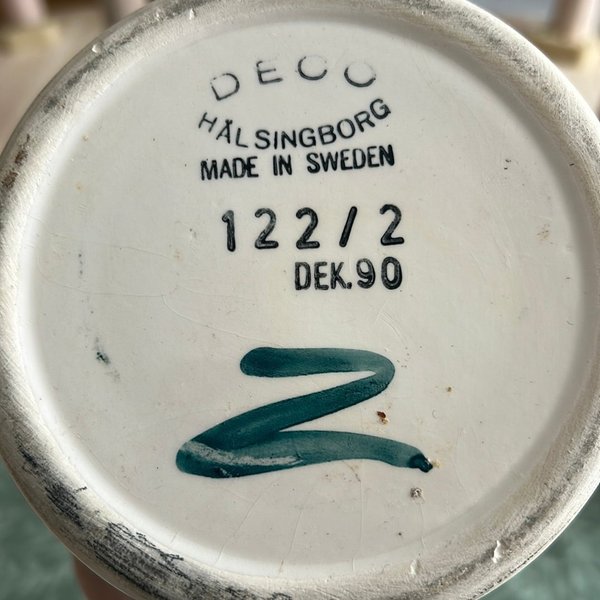 DECO
HÄLSINGBORG
MADE IN SWEDEN
122/2
DEK.90
Z